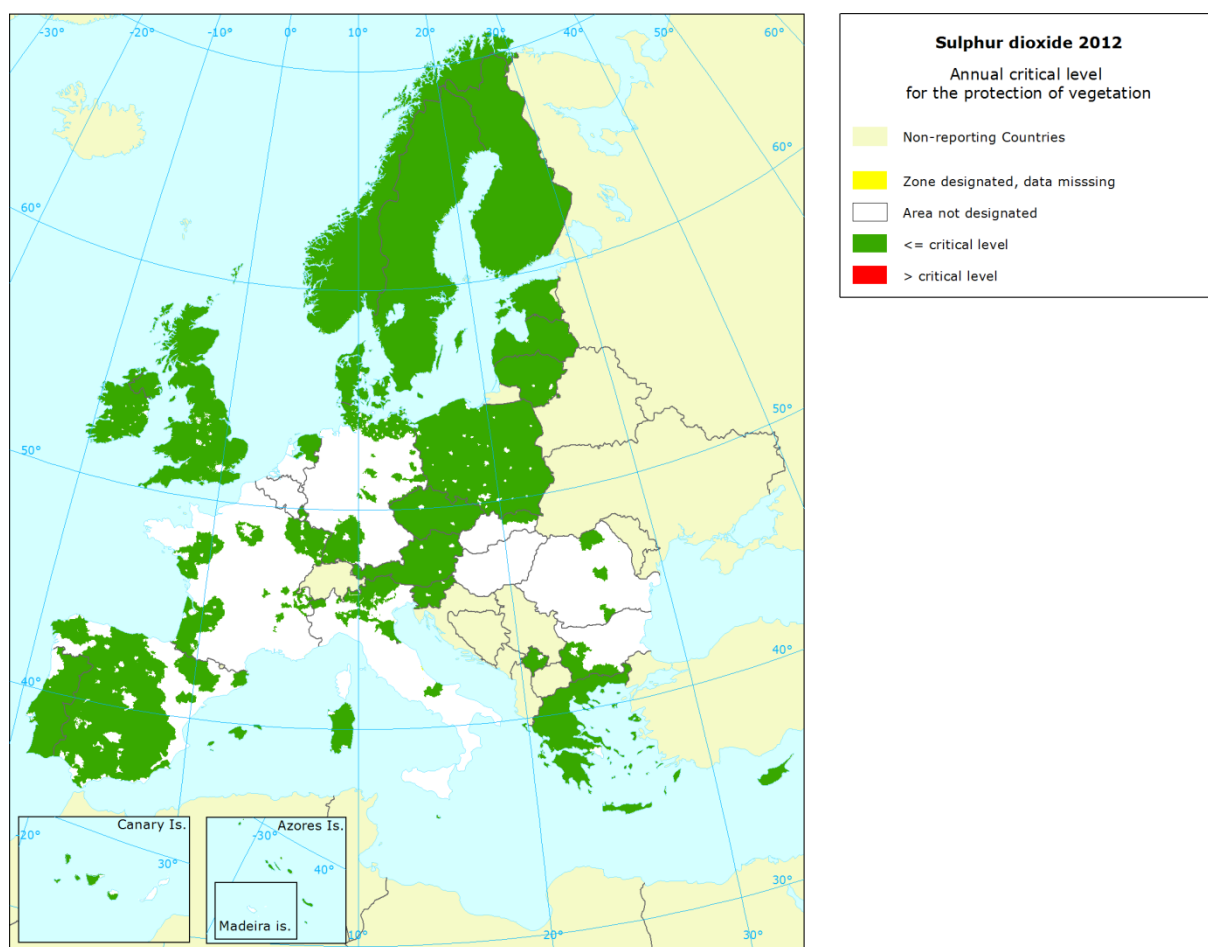 -30°
-20°
0°
10°
20°
30°
40°
60°
60°
60°
50°
50°
40°
40°
Canary Is.
-20°
30°
Azores Is.
-30°
40°
Madeira is.
10°
20°
30°
30°
Sulphur dioxide 2012
Annual critical level
for the protection of vegetation
Non-reporting Countries
Zone designated, data misssing
Area not designated
<= critical level
> critical level